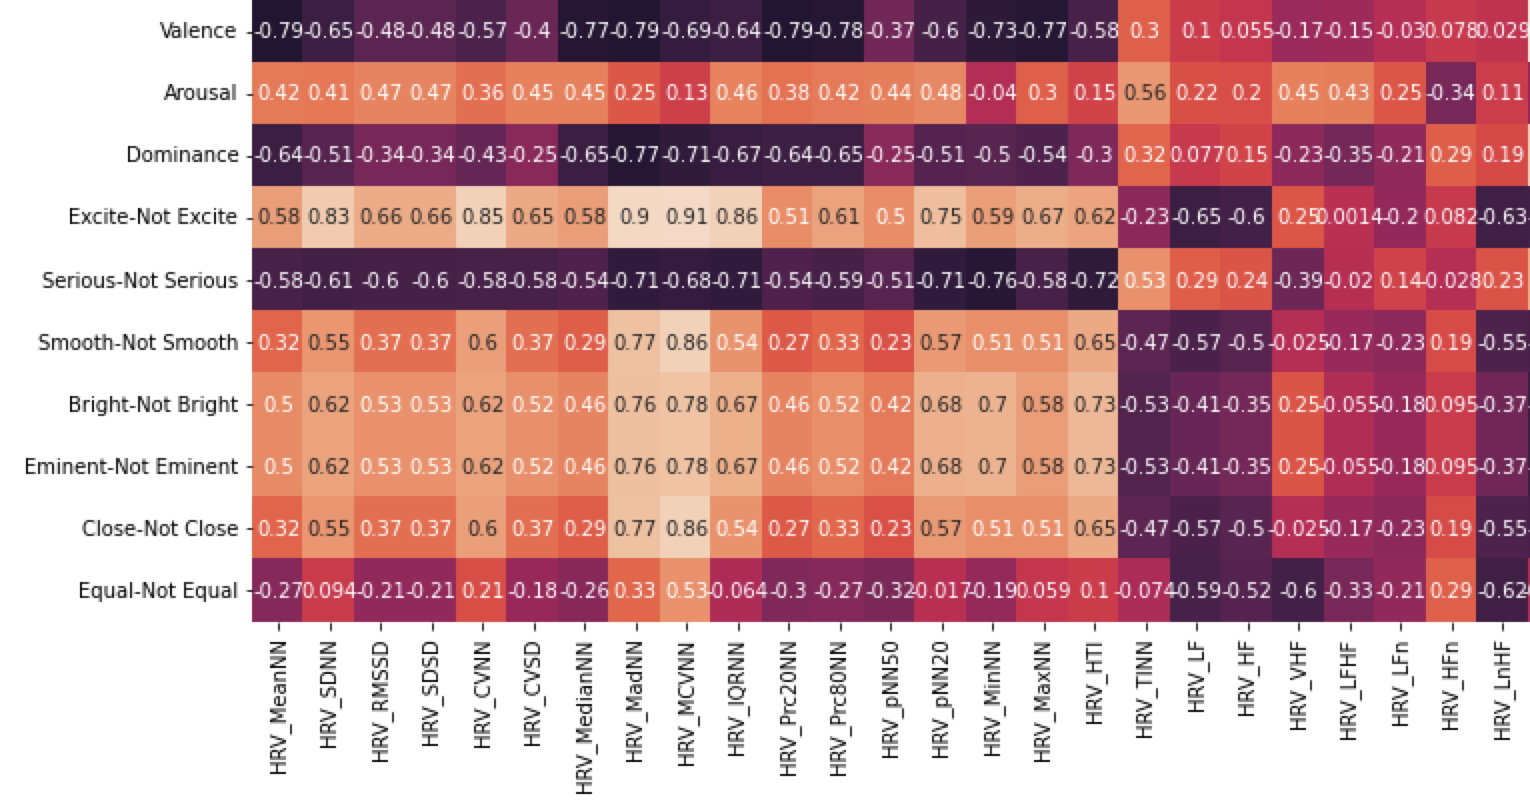 Valence -0.79 -0.65 -0.48 -0.48 -0.57 -0.4 -0.77 -0.79 -0.69 -0.64 -0.79 -0.78 -0.37 -0.6 -0.73 -0.77 -0.58 0.3 0.1 0.055 -0.17 -0.15 -0.03 0.078 0.029
Arousal 0.42 0.41 0.47 0.47 0.36 0.45 0.45 0.25 0.13 0.46 0.38 0.42 0.44 0.48 -0.04 0.3 0.15 0.56 0.22 0.2 0.45 0.43 0.25 -0.34 0.11
Dominance -0.64 -0.51 -0.34 -0.34 -0.43 -0.25 -0.65 -0.77 -0.71 -0.67 -0.64 -0.65 -0.25 -0.51 -0.5 -0.54 -0.3 0.32 0.077 0.15 -0.23 -0.35 -0.21 0.29 0.19
Excite-Not Excite 0.58 0.83 0.66 0.66 0.85 0.65 0.58 0.9 0.91 0.86 0.51 0.61 0.5 0.75 0.59 0.67 0.62 -0.23 -0.65 -0.6 0.25 0.0014 -0.2 0.082 -0.63
Serious-Not Serious -0.58 -0.61 -0.6 -0.6 -0.58 -0.58 -0.54 -0.71 -0.68 -0.71 -0.54 -0.59 -0.51 -0.71 -0.76 -0.58 -0.72 0.53 0.29 0.24 -0.39 -0.02 0.14 -0.028 0.23
Smooth-Not Smooth 0.32 0.55 0.37 0.37 0.6 0.37 0.29 0.77 0.86 0.54 0.27 0.33 0.23 0.57 0.51 0.51 0.65 -0.47 -0.57 -0.5 -0.025 -0.17 -0.23 0.19 -0.55
Bright-Not Bright 0.5 0.62 0.53 0.53 0.62 0.52 0.46 0.76 0.78 0.67 0.46 0.52 0.42 0.68 0.7 0.58 0.73 -0.53 -0.41 -0.35 0.25 -0.055 -0.18 0.095 -0.37
Eminent-Not Eminent 0.5 0.62 0.53 0.53 0.62 0.52 0.46 0.76 0.78 0.67 0.46 0.52 0.42 0.68 0.7 0.58 0.73 -0.53 -0.41 -0.35 0.25 -0.055 -0.18 0.095 -0.37
Close-Not Close 0.32 0.55 0.37 0.37 0.6 0.37 0.29 0.77 0.86 0.54 0.27 0.33 0.23 0.57 0.51 0.51 0.65 -0.47 -0.57 -0.5 -0.025 -0.17 -0.23 0.19 -0.55
Equal-Not Equal -0.27 0.094 -0.21 -0.21 0.21 -0.18 -0.26 0.33 0.53 -0.064 -0.3 -0.27 -0.32 0.017 -0.19 0.059 0.1 -0.074 -0.59 -0.52 -0.6 -0.33 -0.21 0.29 -0.62
HRV_MeanNN
HRV_SDNN
HRV_RMSSD
HRV_SDSD
HRV_CVNN
HRV_CVSD
HRV_MedianNN
HRV_MadNN
HRV_MCVNN
HRV_IQRNN
HRV_Prc20NN
HRV_Prc80NN
HRV_pNN50
HRV_pNN20
HRV_MinNN
HRV_MaxNN
HRV_HTI
HRV_TINN
HRV_LF
HRV_HF
HRV_VHF
HRV_LFHF
HRV_LFn
HRV_HFn
HRV_LnHF